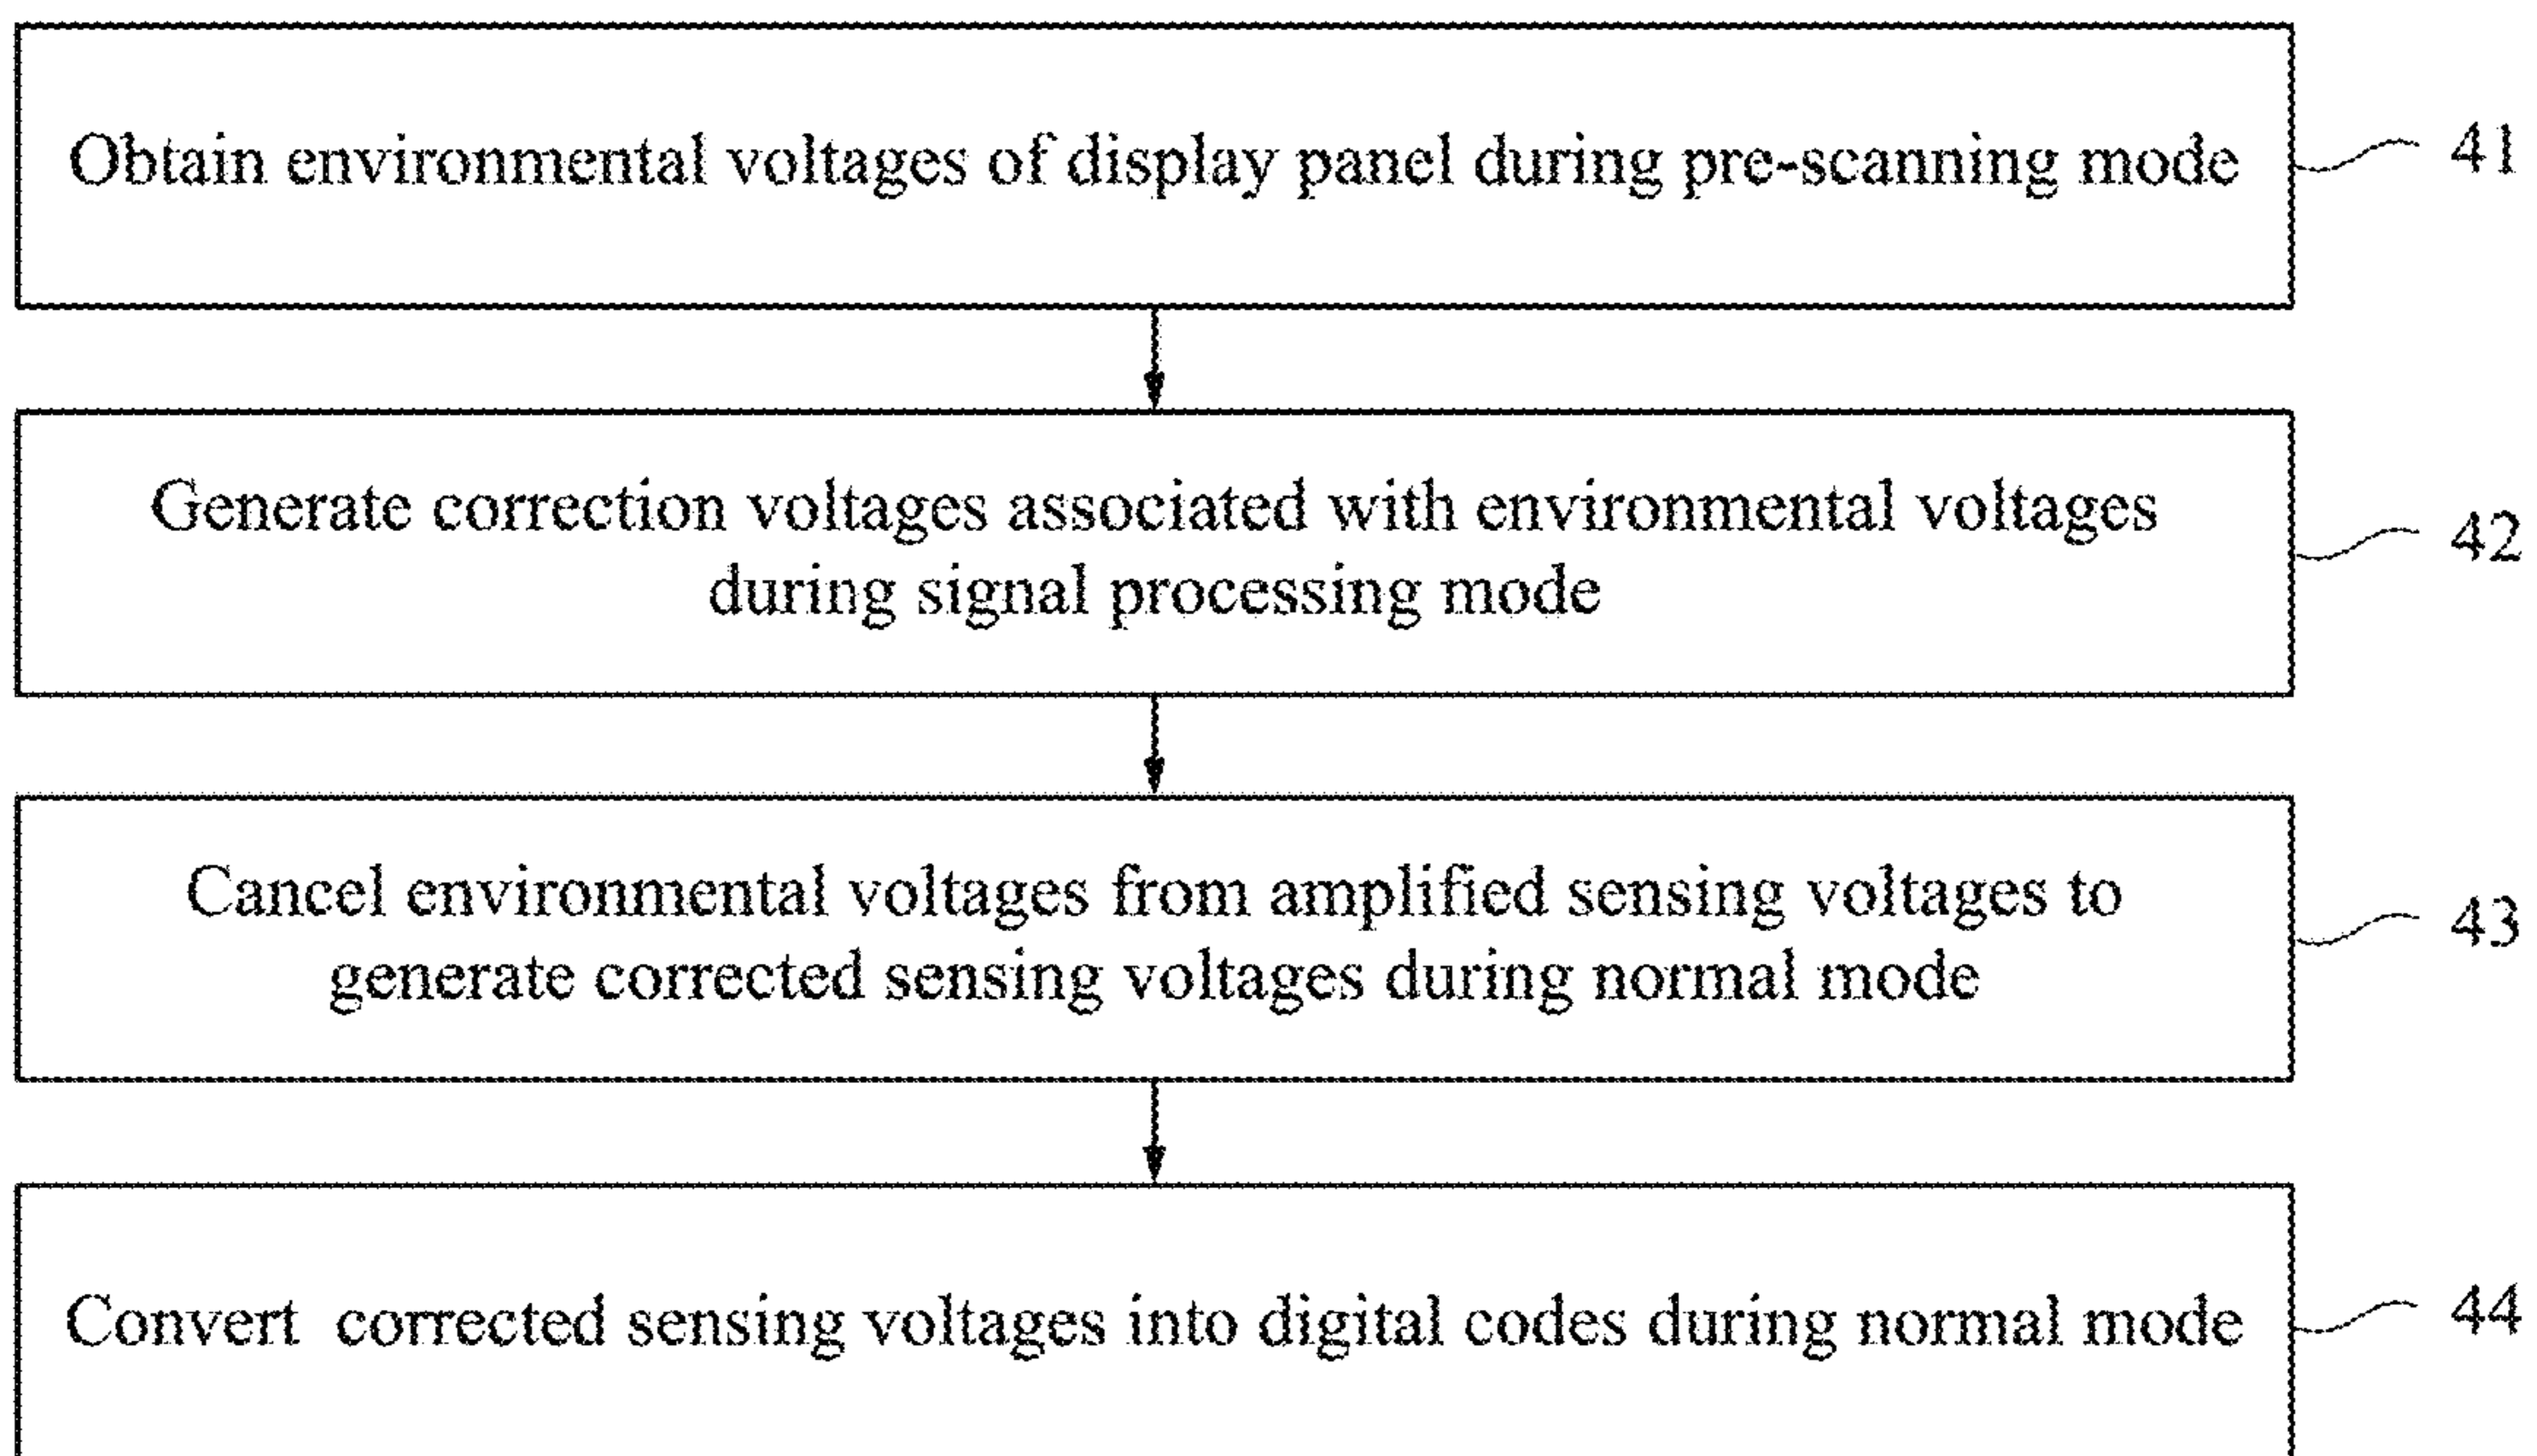 Obtain environmental voltages of display panel during pre-scanning mode
41
Generate correction voltages associated with environmental voltages
during signal processing mode
42
Cancel environmental voltages from amplified sensing voltages to
generate corrected sensing voltages during normal mode
43
Convert corrected sensing voltages into digital codes during normal mode
44